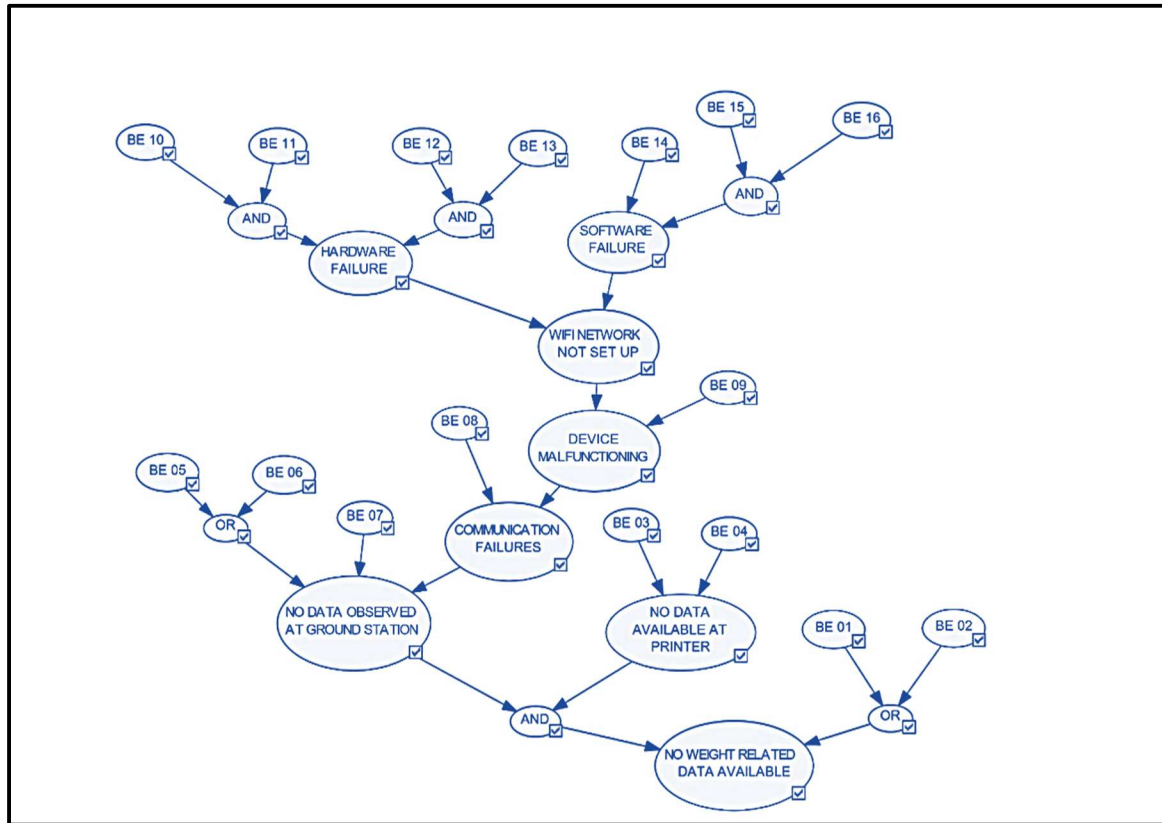 BE 15
BE 16
BE 10
BE 11
BE 12
BE 13
BE 14
AND
AND
AND
HARDWARE
FAILURE
SOFTWARE
FAILURE
WIFI NETWORK
NOT SET UP
BE 09
BE 08
DEVICE
MALFUNCTIONING
BE 05
BE 06
BE 07
OR
COMMUNICATION
FAILURES
BE 03
BE 04
NO DATA OBSERVED
AT GROUND STATION
NO DATA
AVAILABLE AT
PRINTER
BE 01
BE 02
AND
OR
NO WEIGHT RELATED
DATA AVAILABLE